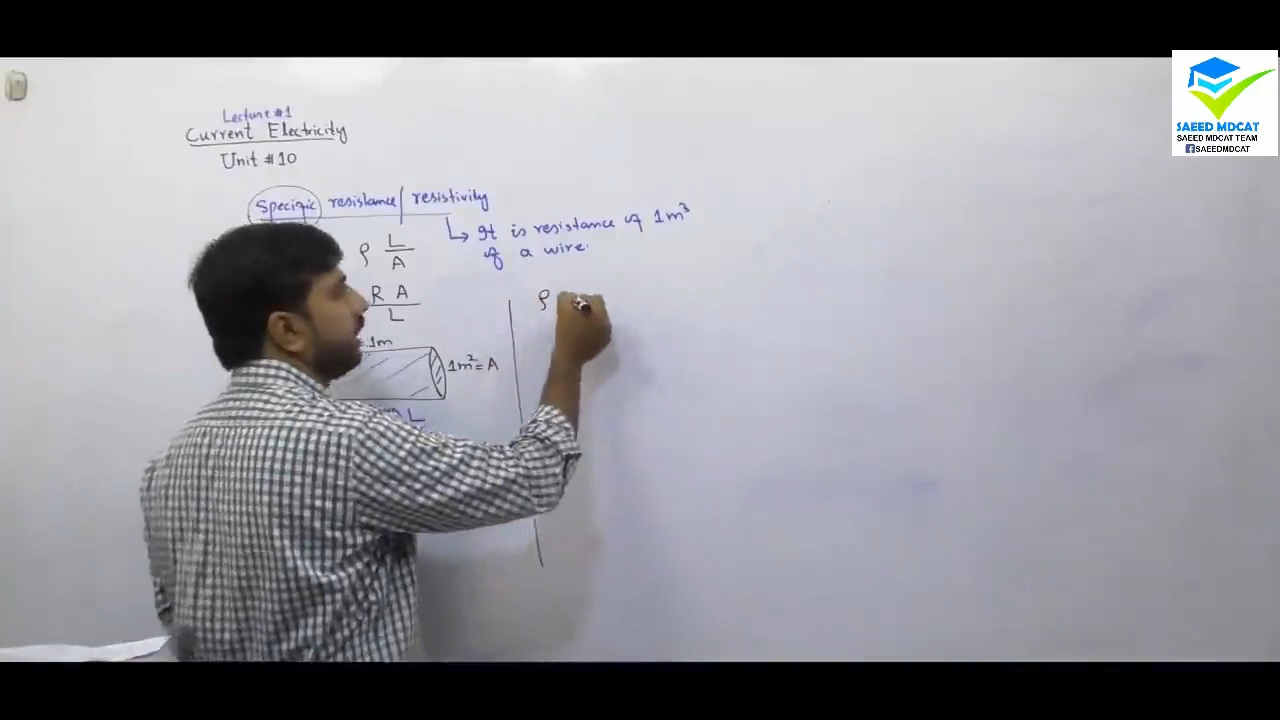 Lecture #1
Current Electricity
Unit #10
Specific resistance / resistivity
↳ It is resistance of 1m³
of a wire.
ρ L
A
R A
L
ρ
= 1m
1m² = A
L
SAEED MDCAT
SAEED MDCAT TEAM
SAEEDMDCAT